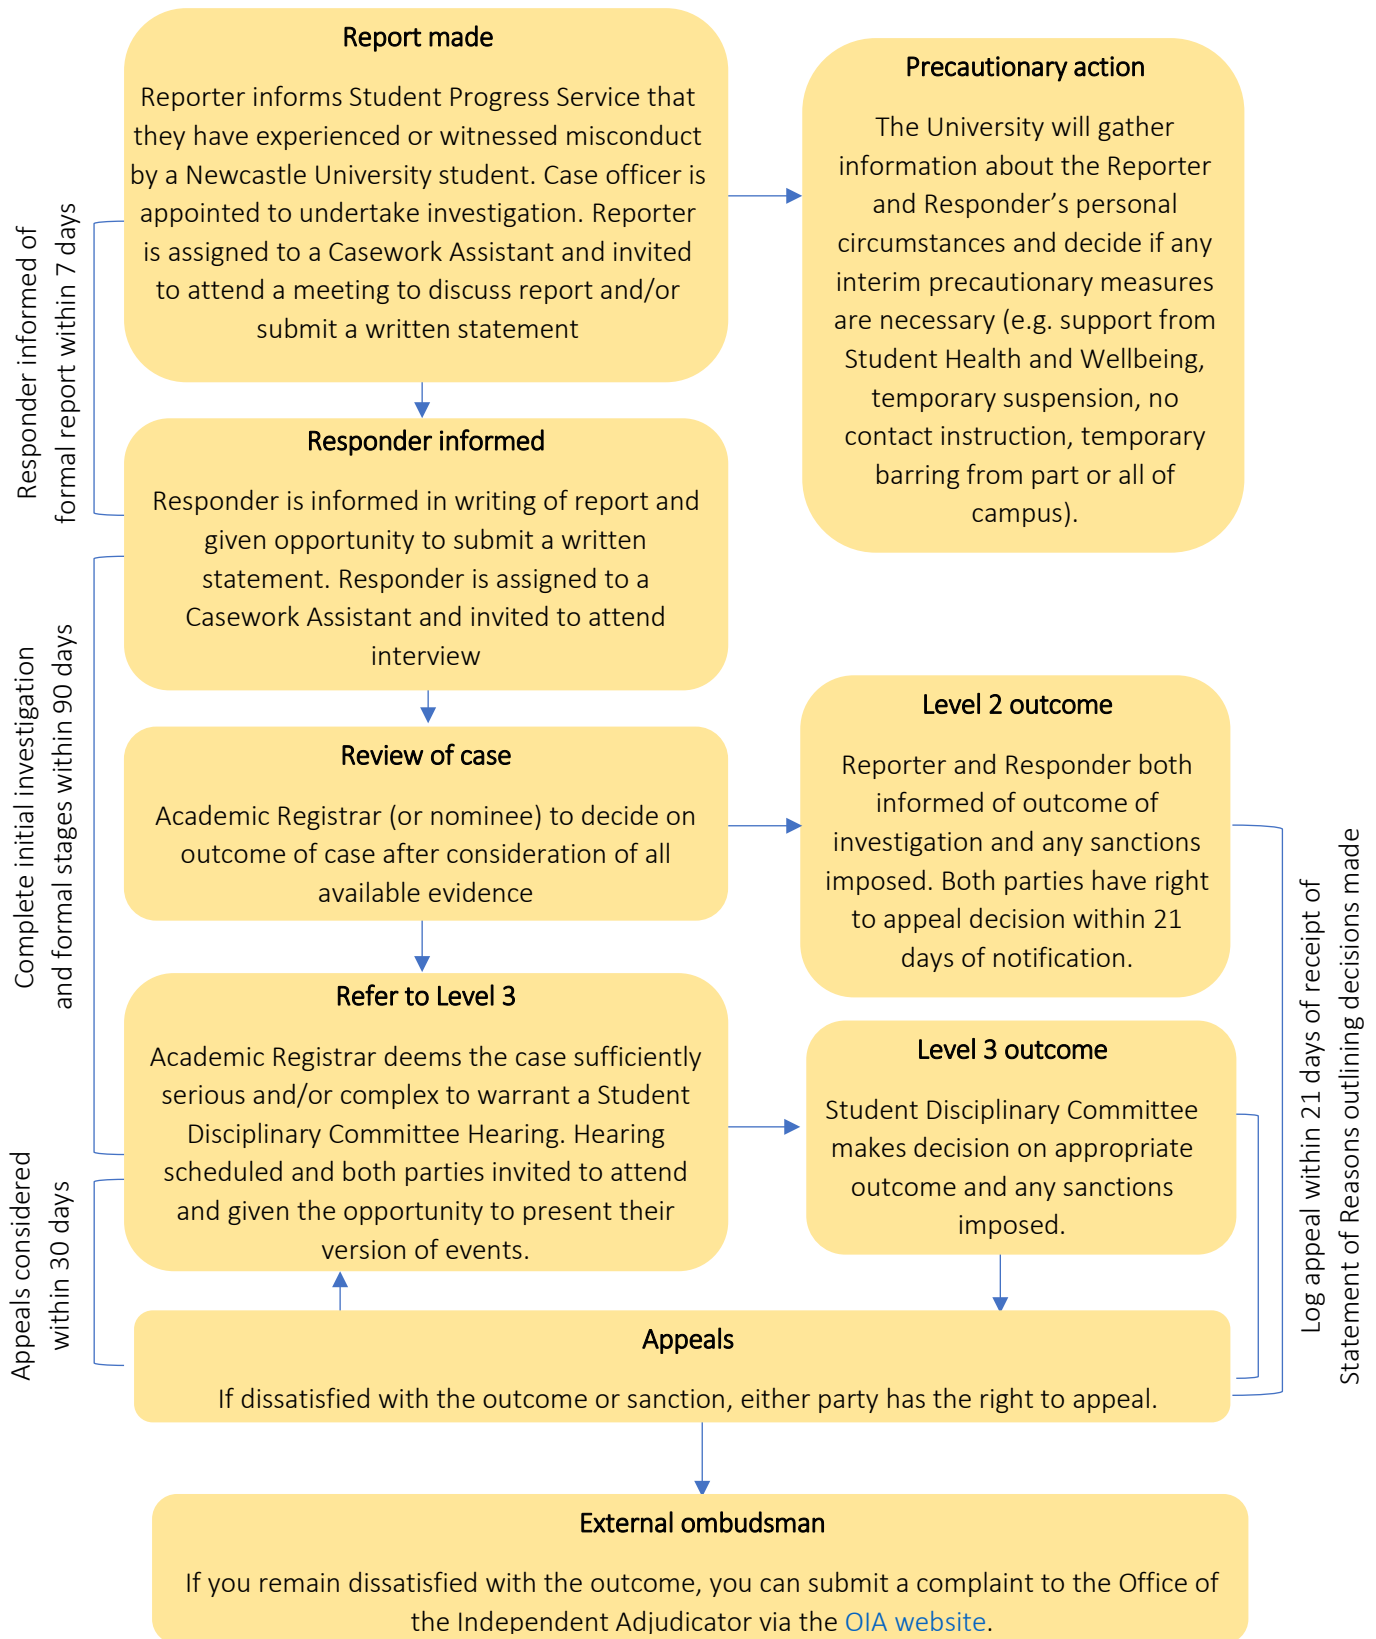 Report made
Reporter informs Student Progress Service that
they have experienced or witnessed misconduct
by a Newcastle University student. Case officer is
appointed to undertake investigation. Reporter
is assigned to a Casework Assistant and invited
to attend a meeting to discuss report and/or
submit a written statement
Precautionary action
The University will gather
information about the Reporter
and Responder’s personal
circumstances and decide if any
interim precautionary measures
are necessary (e.g. support from
Student Health and Wellbeing,
temporary suspension, no
contact instruction, temporary
barring from part or all of
campus).
Responder informed of
formal report within 7 days
Responder informed
Responder is informed in writing of report and
given opportunity to submit a written
statement. Responder is assigned to a
Casework Assistant and invited to attend
interview
Complete initial investigation
and formal stages within 90 days
Review of case
Academic Registrar (or nominee) to decide on
outcome of case after consideration of all
available evidence
Level 2 outcome
Reporter and Responder both
informed of outcome of
investigation and any sanctions
imposed. Both parties have right
to appeal decision within 21
days of notification.
Refer to Level 3
Academic Registrar deems the case sufficiently
serious and/or complex to warrant a Student
Disciplinary Committee Hearing. Hearing
scheduled and both parties invited to attend
and given the opportunity to present their
version of events.
Level 3 outcome
Student Disciplinary Committee
makes decision on appropriate
outcome and any sanctions
imposed.
Log appeal within 21 days of receipt of
Statement of Reasons outlining decisions made
Appeals considered
within 30 days
Appeals
If dissatisfied with the outcome or sanction, either party has the right to appeal.
External ombudsman
If you remain dissatisfied with the outcome, you can submit a complaint to the Office of
the Independent Adjudicator via the OIA website.